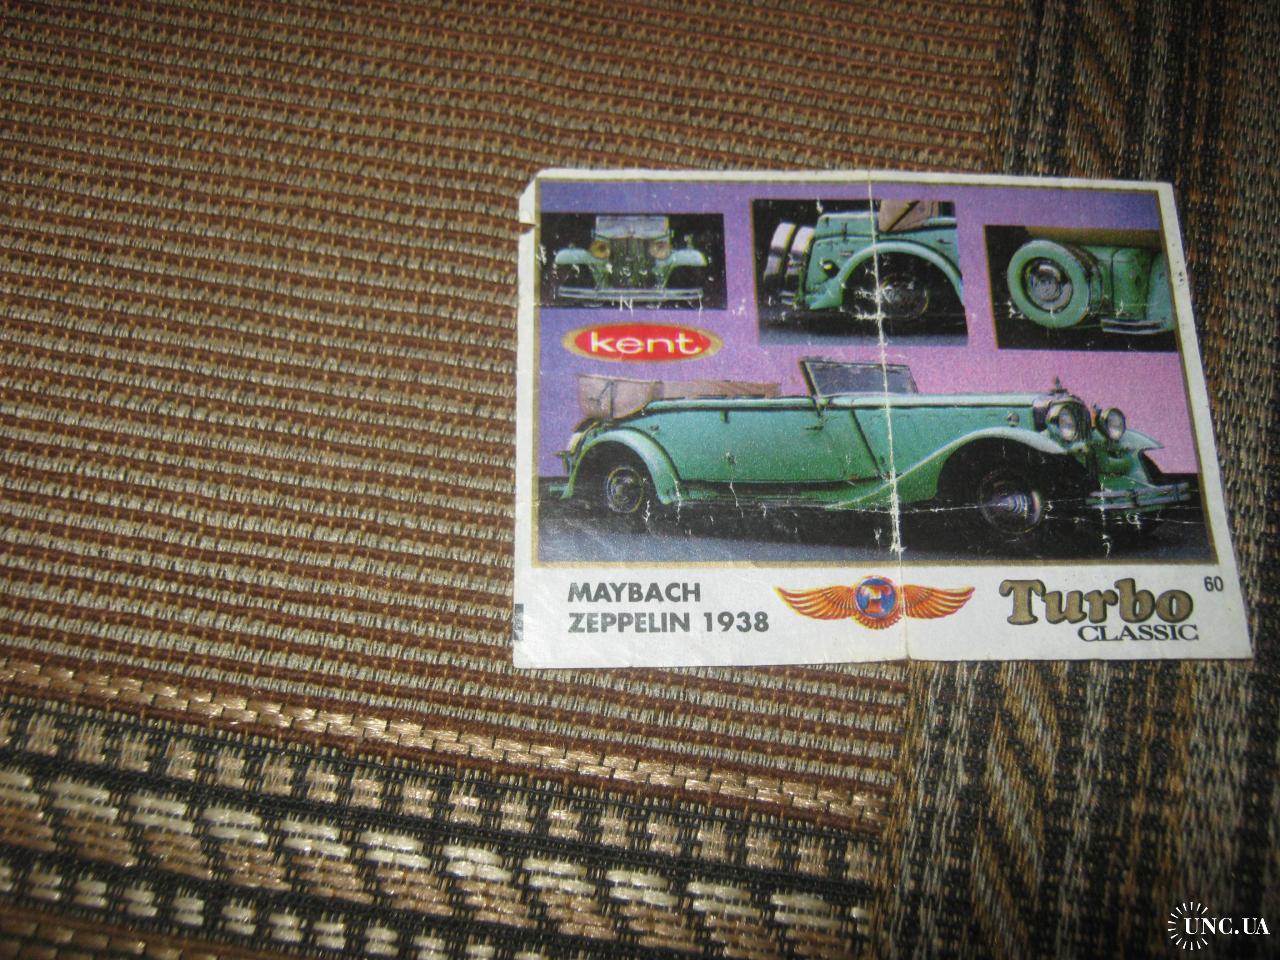 kent
MAYBACH
ZEPPELIN 1938
Turbo
CLASSIC
60
UNC.UA